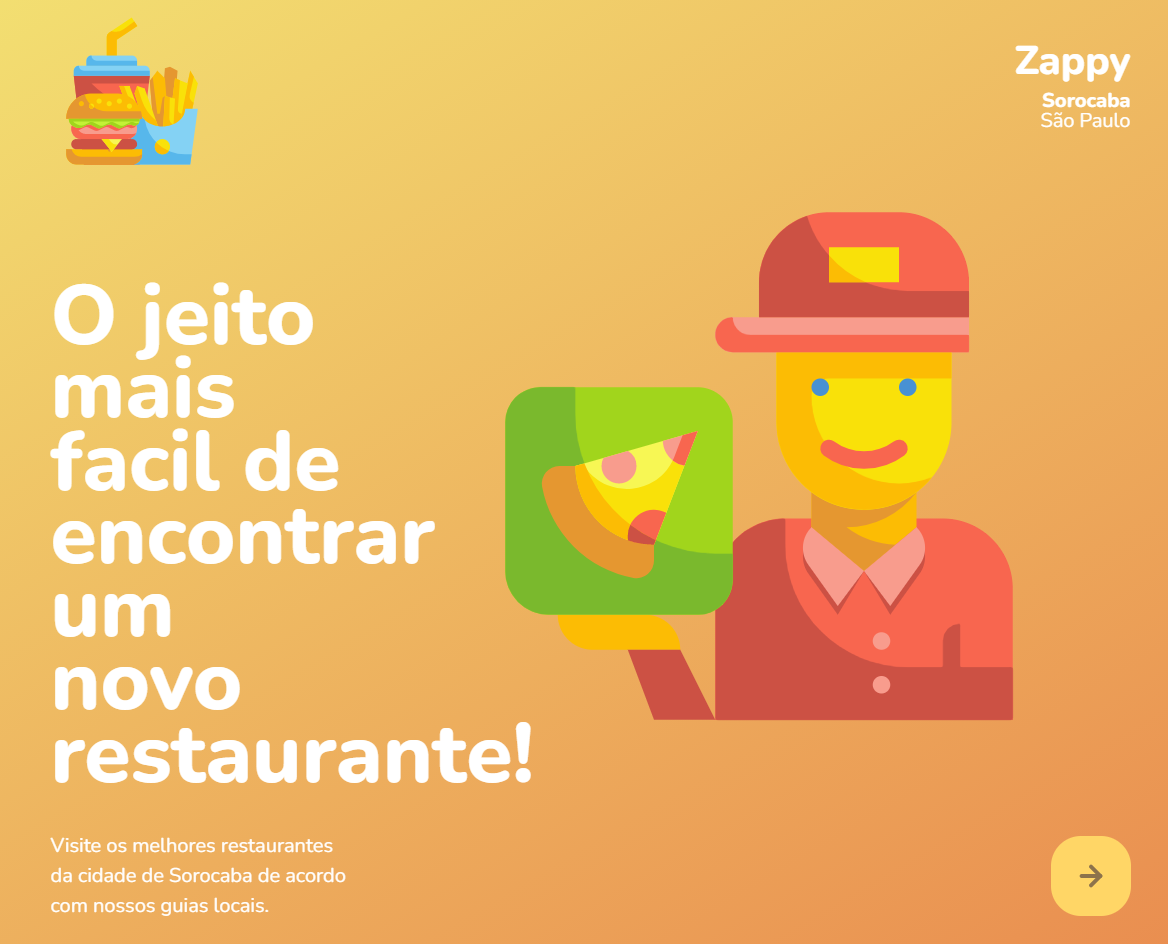 Zappy
Sorocaba
São Paulo
O jeito
mais
facil de
encontrar
um
novo
restaurante!
Visite os melhores restaurantes
da cidade de Sorocaba de acordo
com nossos guias locais.